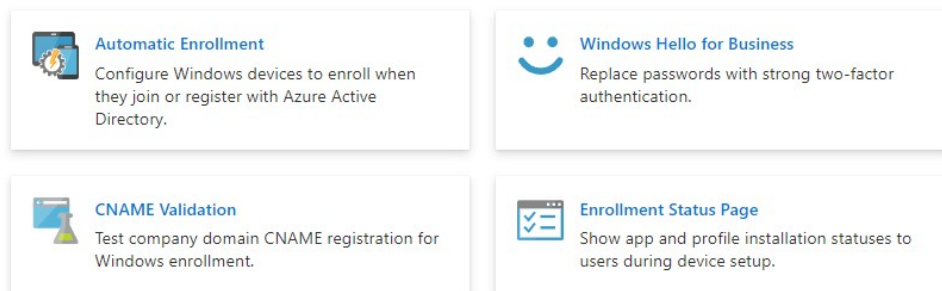 Automatic Enrollment
Configure Windows devices to enroll when
they join or register with Azure Active
Directory.
Windows Hello for Business
Replace passwords with strong two-factor
authentication.
CNAME Validation
Test company domain CNAME registration for
Windows enrollment.
Enrollment Status Page
Show app and profile installation statuses to
users during device setup.